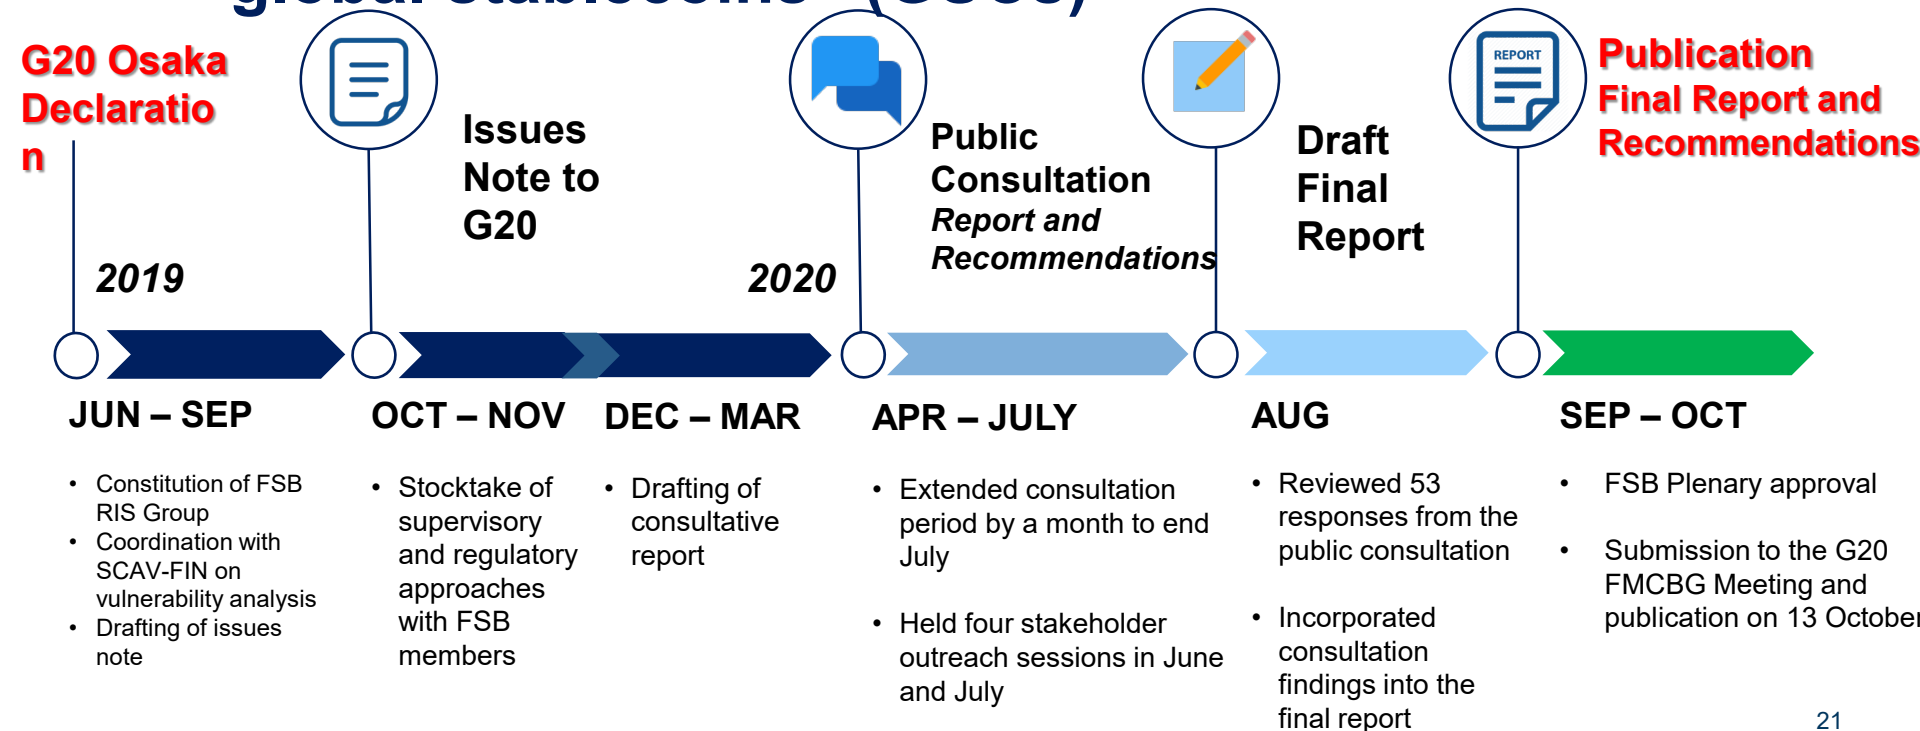 global stablecoins" (GSCs)
G20 Osaka
Declaratio
n
Issues
Note to
G20
Public
Consultation
Report and
Recommendations
Draft
Final
Report
REPORT
Publication
Final Report and
Recommendations
2019
2020
JUN – SEP
• Constitution of FSB
RIS Group
• Coordination with
SCAV-FIN on
vulnerability analysis
• Drafting of issues
note
OCT – NOV
• Stocktake of
supervisory
and regulatory
approaches
with FSB
members
DEC – MAR
• Drafting of
consultative
report
APR – JULY
• Extended consultation
period by a month to end
July
• Held four stakeholder
outreach sessions in June
and July
AUG
• Reviewed 53
responses from the
public consultation
• Incorporated
consultation
findings into the
final report
SEP – OCT
• FSB Plenary approval
• Submission to the G20
FMCBG Meeting and
publication on 13 October
21